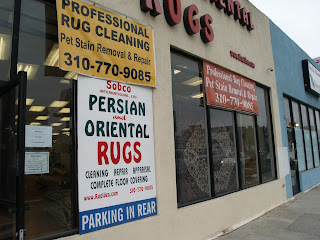 ORIENTAL
RUGS
PROFESSIONAL
RUG CLEANING
Pet Stain Removal & Repair
310-770-9085
Sobco
PERSIAN
and
ORIENTAL
RUGS
CLEANING REPAIR APPRAISAL
COMPLETE FLOOR COVERING
310-770-9085
PARKING IN REAR
Professional Rug Cleaning
Pet Stain Removal & Repair
310-770-9085